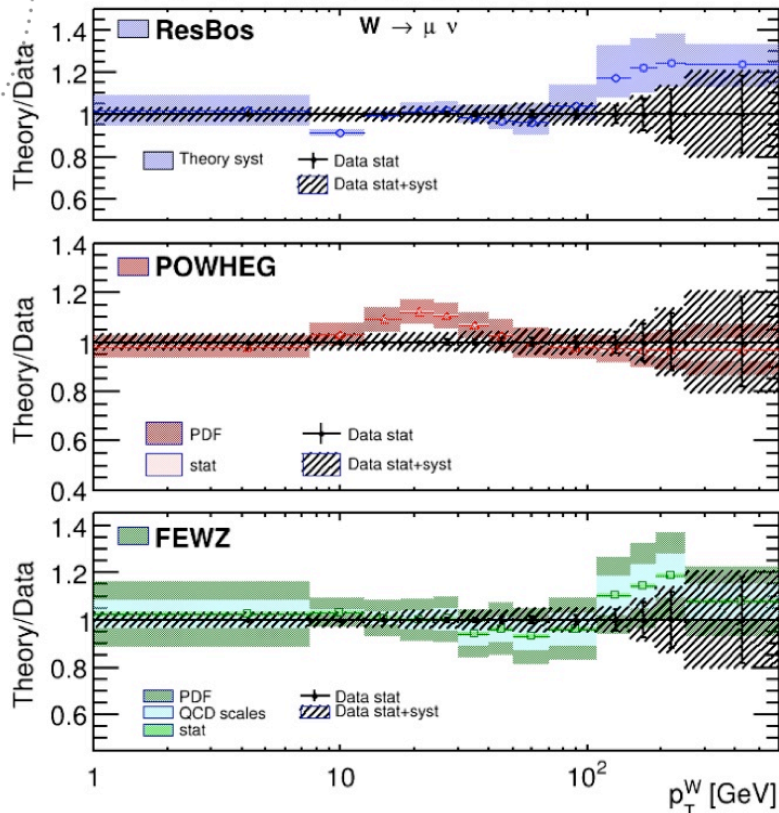 ResBos
W → μ ν
1.4
1.2
1
0.8
0.6
Theory/Data
Theory syst
Data stat
Data stat+syst
POWHEG
1.4
1.2
1
0.8
0.6
0.4
Theory/Data
PDF
Data stat
stat
Data stat+syst
FEWZ
1.4
1.2
1
0.8
0.6
Theory/Data
PDF
Data stat
QCD scales
Data stat+syst
stat
1
10
10²
p_T^W [GeV]